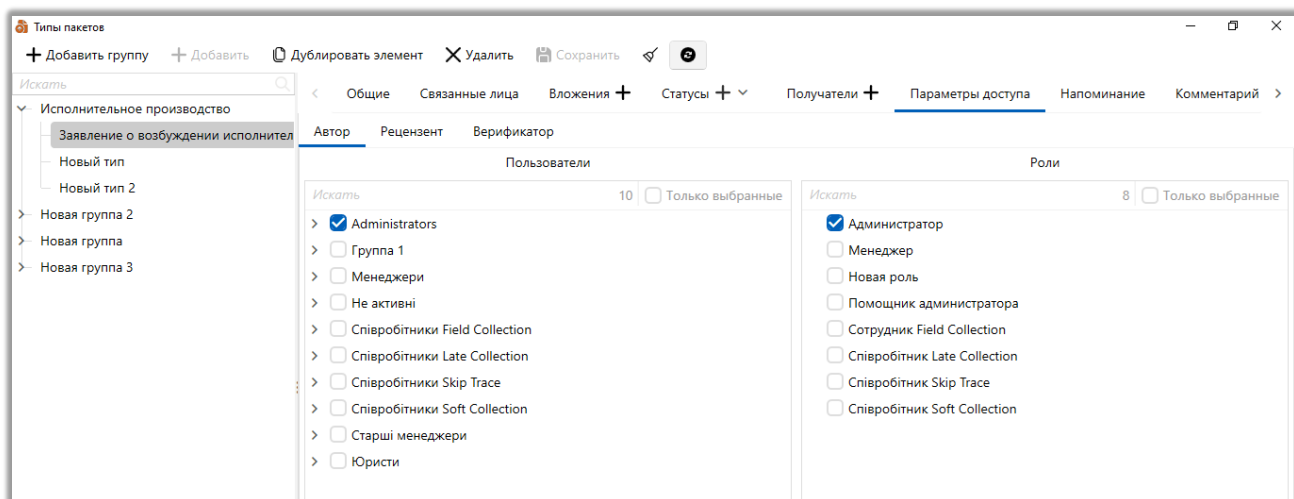 Типы пакетов
Добавить группу Добавить Дублировать элемент Удалить Сохранить
Искать
Исполнительное производство
Заявление о возбуждении исполнител
Новый тип
Новый тип 2
Новая группа 2
Новая группа
Новая группа 3
Общие Связанные лица Вложения Статусы Получатели Параметры доступа Напоминание Комментарий
Автор Рецензент Верификатор
Пользователи
Искать 10 Только выбранные
Administrators
Группа 1
Менеджери
Не активні
Співробітники Field Collection
Співробітники Late Collection
Співробітники Skip Trace
Співробітники Soft Collection
Старші менеджери
Юристи
Роли
Искать 8 Только выбранные
Администратор
Менеджер
Новая роль
Помощник администратора
Сотрудник Field Collection
Співробітник Late Collection
Співробітник Skip Trace
Співробітник Soft Collection